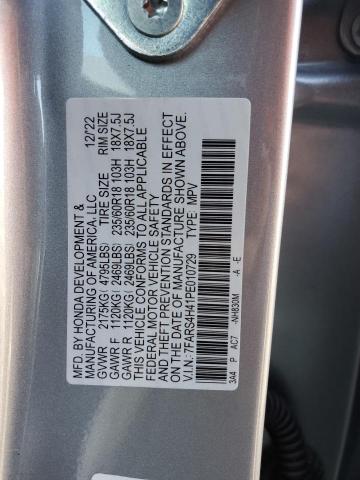 MFD. BY HONDA DEVELOPMENT &
MANUFACTURING OF AMERICA, LLC 12/'22
GVWR 2175KG( 4795LBS) TIRE SIZE RIM SIZE
GAWR F 1120KG( 2469LBS) 235/60R18 103H 18X7.5J
GAWR R 1120KG( 2469LBS) 235/60R18 103H 18X7.5J
THIS VEHICLE CONFORMS TO ALL APPLICABLE
FEDERAL MOTOR VEHICLE SAFETY
AND THEFT PREVENTION STANDARDS IN EFFECT
ON THE DATE OF MANUFACTURE SHOWN ABOVE.
V.I.N.:7FARS4H41PE010729 TYPE: MPV
3A4 P AC7 -NH830M -A -E